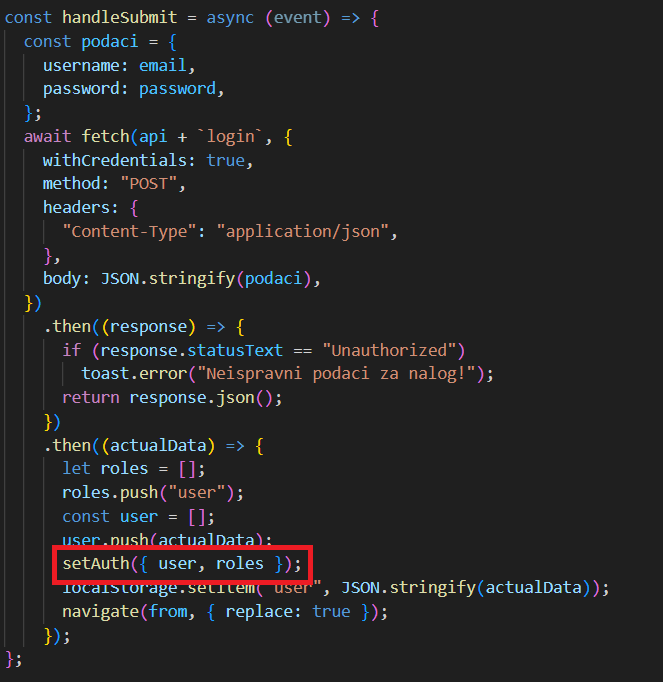 const handleSubmit = async (event) => {
const podaci = {
username: email,
password: password,
};
await fetch(api + `login`, {
withCredentials: true,
method: "POST",
headers: {
"Content-Type": "application/json",
},
body: JSON.stringify(podaci),
})
.then((response) => {
if (response.statusText == "Unauthorized")
toast.error("Neispravni podaci za nalog!");
return response.json();
})
.then((actualData) => {
let roles = [];
roles.push("user");
const user = [];
user.push(actualData);
setAuth({ user, roles });
localStorage.setItem("user", JSON.stringify(actualData));
navigate(from, { replace: true });
});
};